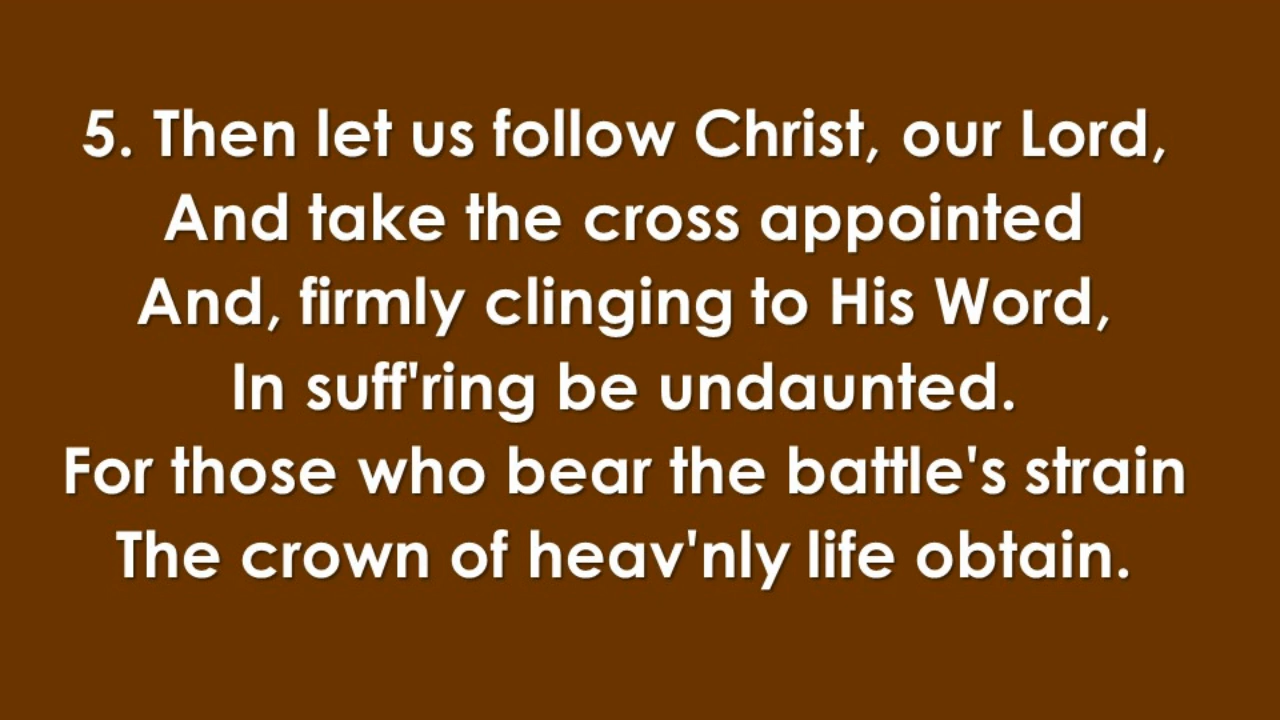 5. Then let us follow Christ, our Lord,
And take the cross appointed
And, firmly clinging to His Word,
In suff'ring be undaunted.
For those who bear the battle's strain
The crown of heav'nly life obtain.